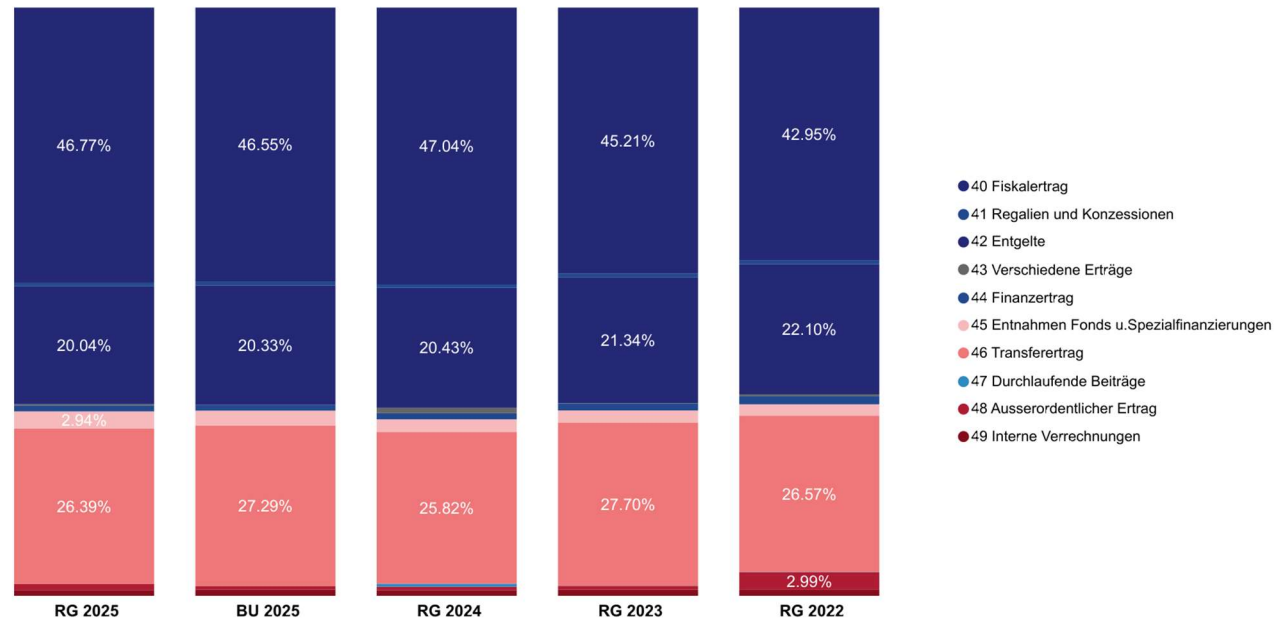 46.77%
46.55%
47.04%
45.21%
42.95%
20.04%
20.33%
20.43%
21.34%
22.10%
2.94%
26.39%
27.29%
25.82%
27.70%
26.57%
2.99%
RG 2025
BU 2025
RG 2024
RG 2023
RG 2022
40 Fiskalertrag
41 Regalien und Konzessionen
42 Entgelte
43 Verschiedene Erträge
44 Finanzertrag
45 Entnahmen Fonds u.Spezialfinanzierungen
46 Transferertrag
47 Durchlaufende Beiträge
48 Ausserordentlicher Ertrag
49 Interne Verrechnungen